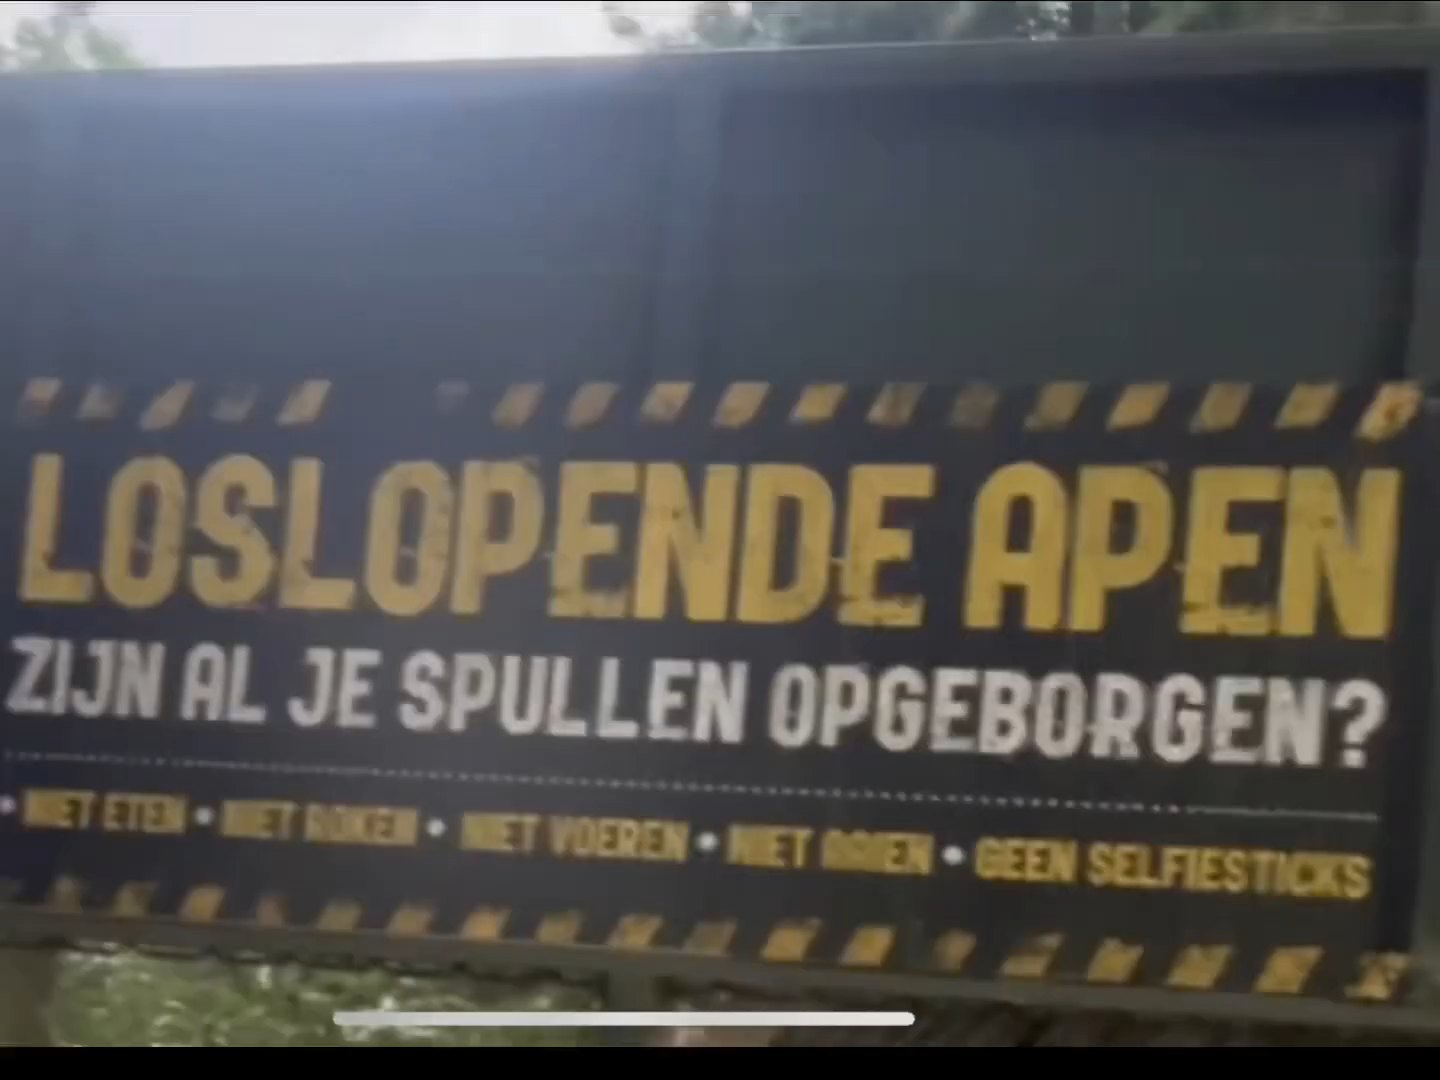 LOSLOPENDE APEN
ZIJN AL JE SPULLEN OPGEBORGEN?
• NIET ETEN • NIET ROKEN • NIET VOEREN • NIET AAIEN • GEEN SELFIESTICKS